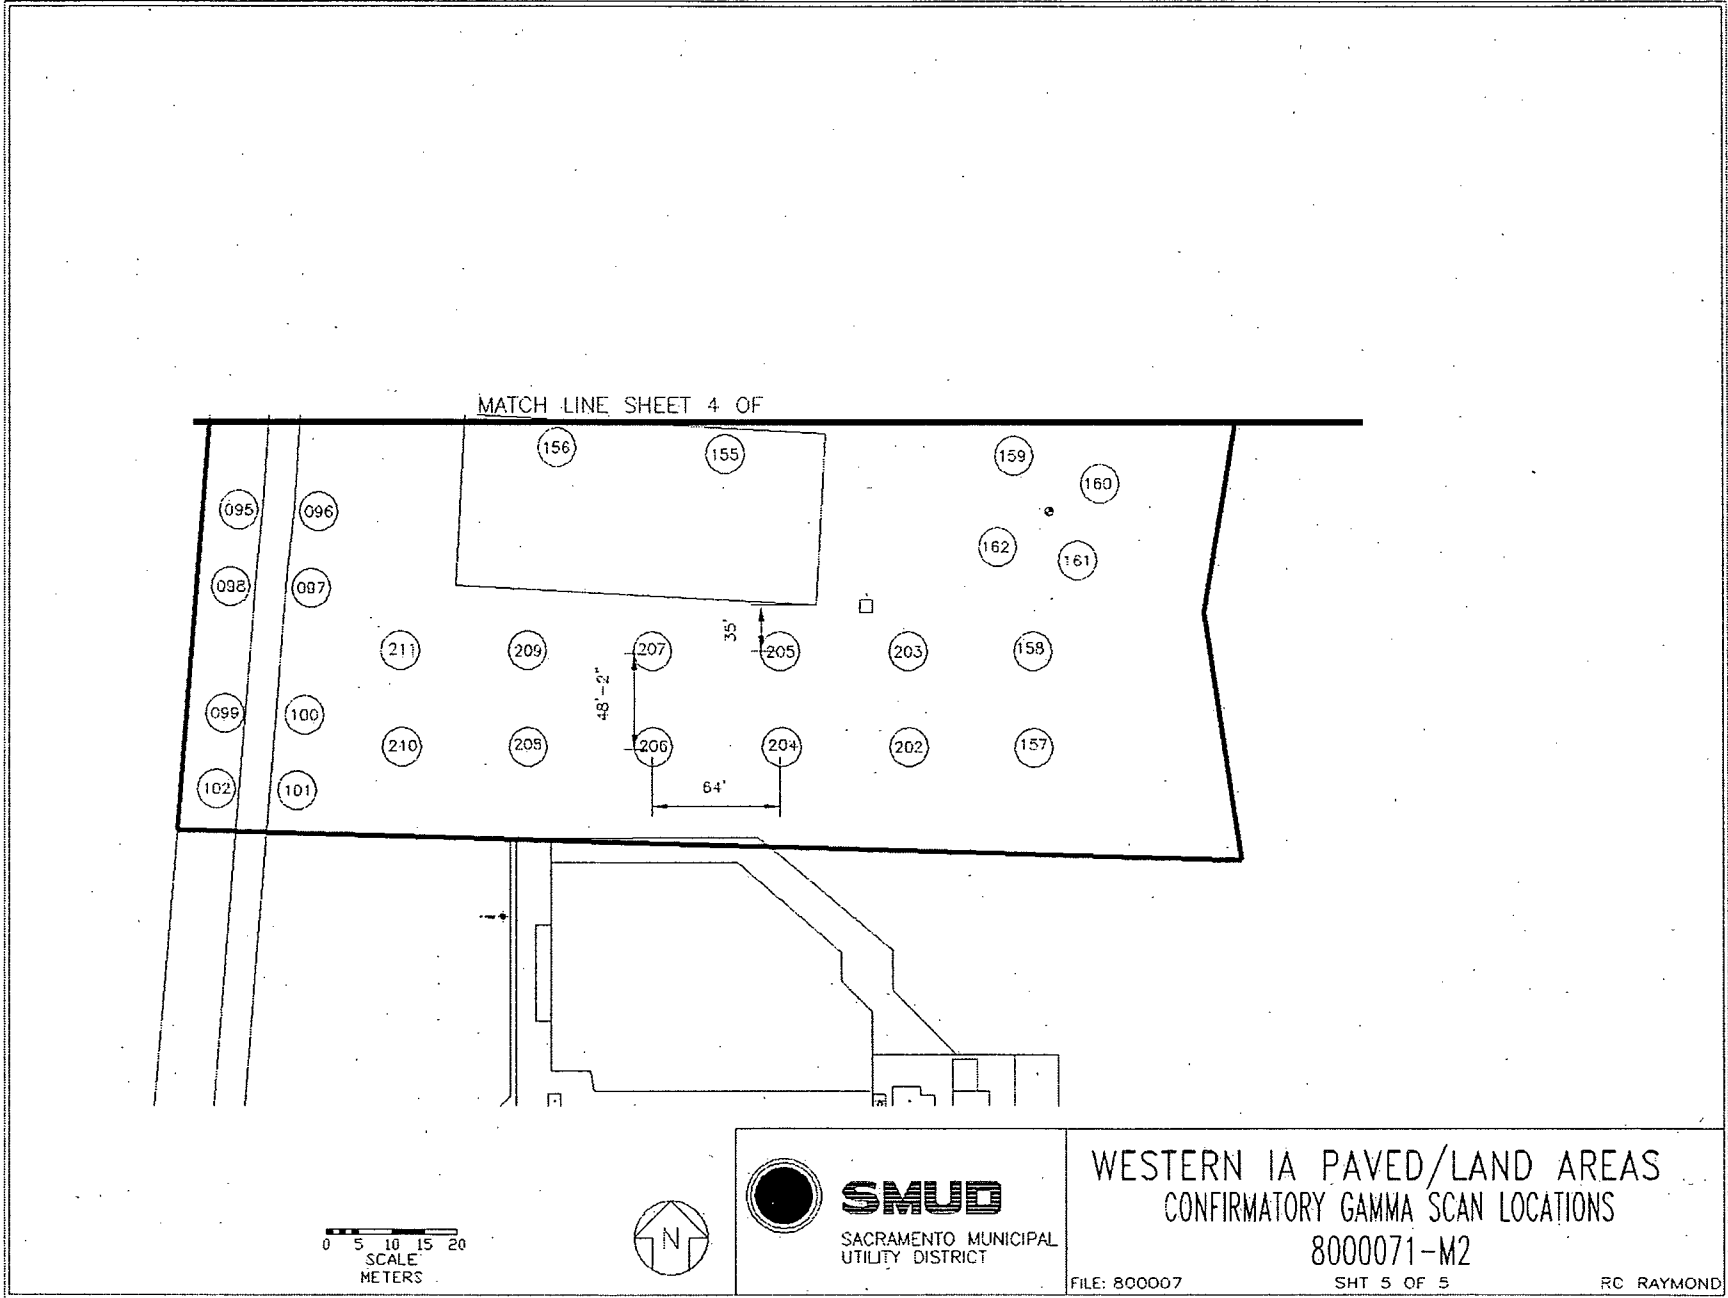 MATCH LINE SHEET 4 OF
156
155
159
160
095
096
162
161
098
097
35'
211
209
207
205
203
158
48'-2"
099
100
210
208
206
204
202
157
102
101
64'
0 5 10 15 20
SCALE
METERS
N
SMUD
SACRAMENTO MUNICIPAL
UTILITY DISTRICT
WESTERN IA PAVED/LAND AREAS
CONFIRMATORY GAMMA SCAN LOCATIONS
8000071-M2
FILE: 800007
SHT 5 OF 5
RC RAYMOND